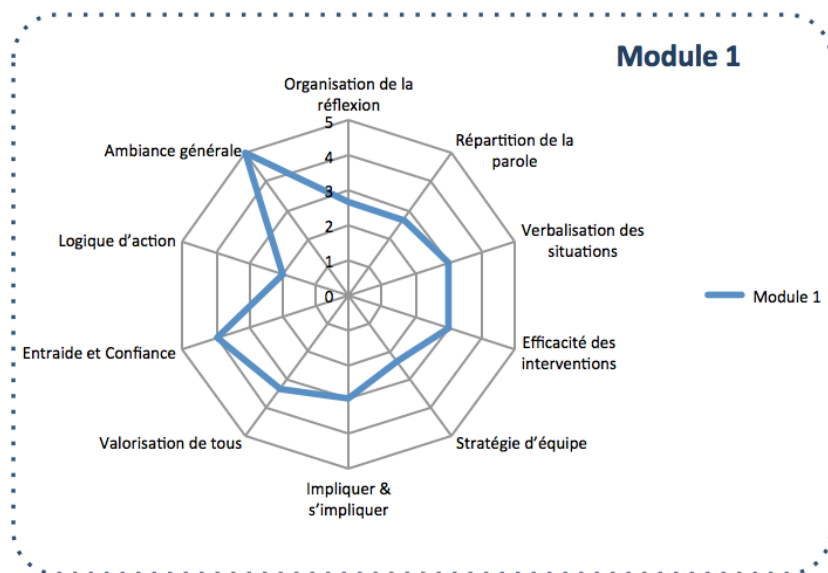 Module 1
Organisation de la
réflexion
Répartition de la
parole
Verbalisation des
situations
Efficacité des
interventions
Stratégie d’équipe
Impliquer &
s’impliquer
Valorisation de tous
Entraide et Confiance
Logique d’action
Ambiance générale
5
4
3
2
1
0
Module 1